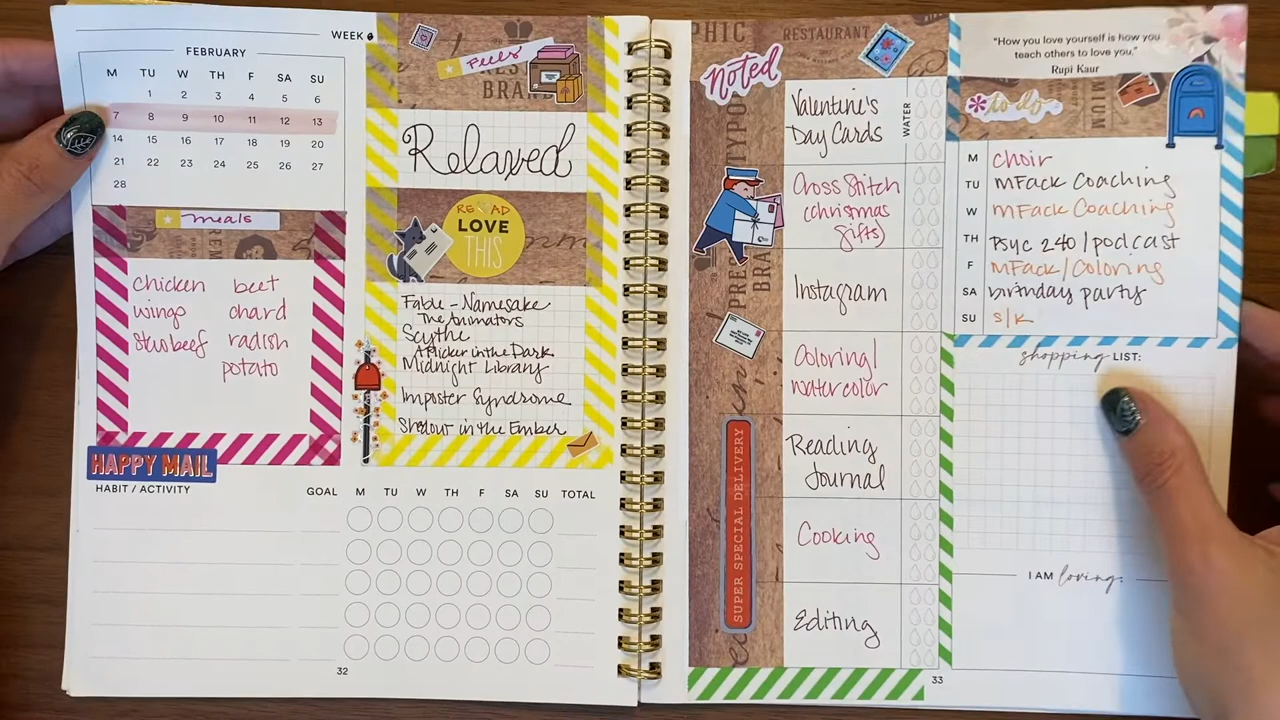 WEEK
FEBRUARY
M TU W TH F SA SU
1 2 3 4 5 6
7 8 9 10 11 12 13
14 15 16 17 18 19 20
21 22 23 24 25 26 27
28
meals
chicken
wings
beef
beet
chard
radish
potato
HAPPY MAIL
Feels
BRAND
Relaxed
READ
LOVE
THIS
Fable - Namesake
The Animators
Scythe
A Flicker in the Dark
Midnight Library
Imposter Syndrome
in the Ember
HABIT / ACTIVITY GOAL M TU W TH F SA SU TOTAL
32
PHIC RESTAURANT
Noted
WATER
Valentine's
Day Cards
Cross Stitch
(christmas
gifts)
Instagram
Coloring/
watercolor
Reading
Journal
Cooking
Editing
SUPER SPECIAL DELIVERY
"How you love yourself is how you
teach others to love you."
Rupi Kaur
to do
M choir
TU MFack Coaching
W MFack Coaching
TH Psyc 240/podcast
F MFack/Coloring
SA birthday party
SU s/k
shopping LIST:
I AM loving:
33